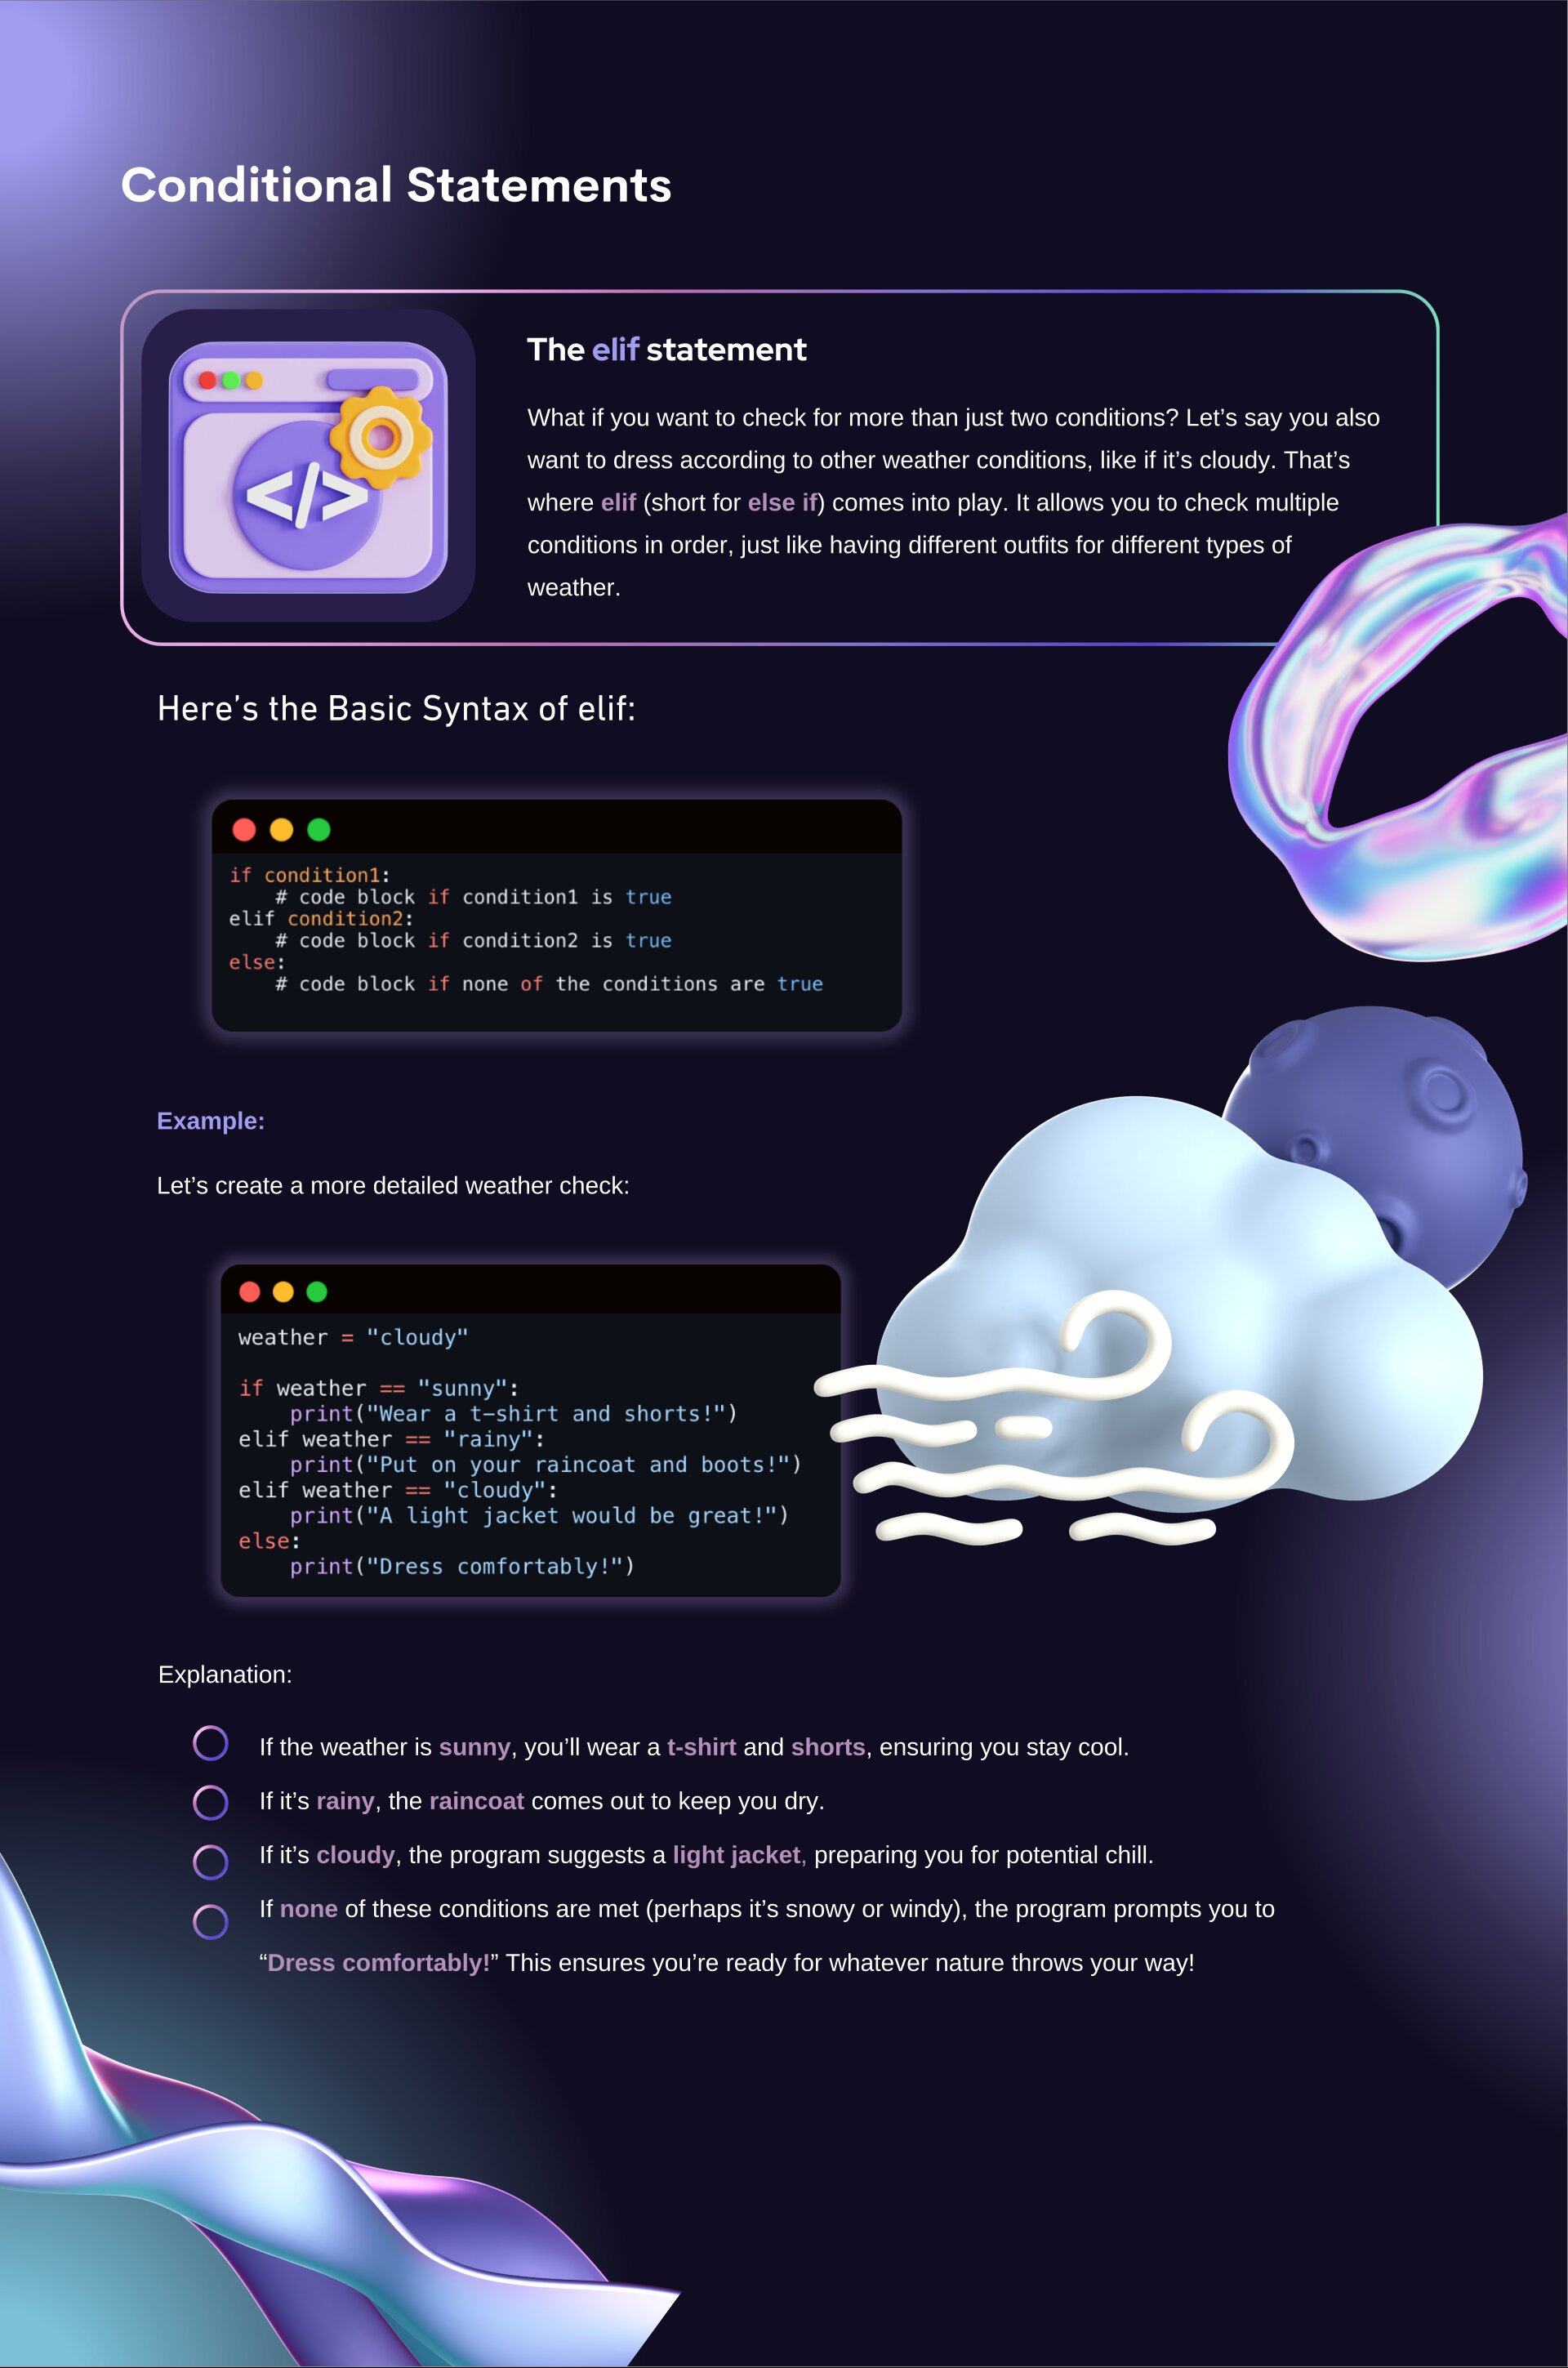 Conditional Statements
</>
The elif statement
What if you want to check for more than just two conditions? Let’s say you also
want to dress according to other weather conditions, like if it’s cloudy. That’s
where elif (short for else if) comes into play. It allows you to check multiple
conditions in order, just like having different outfits for different types of
weather.
Here’s the Basic Syntax of elif:
if condition1:
    # code block if condition1 is true
elif condition2:
    # code block if condition2 is true
else:
    # code block if none of the conditions are true
Example:
Let’s create a more detailed weather check:
weather = "cloudy"
if weather == "sunny":
    print("Wear a t-shirt and shorts!")
elif weather == "rainy":
    print("Put on your raincoat and boots!")
elif weather == "cloudy":
    print("A light jacket would be great!")
else:
    print("Dress comfortably!")
Explanation:
If the weather is sunny, you’ll wear a t-shirt and shorts, ensuring you stay cool.
If it’s rainy, the raincoat comes out to keep you dry.
If it’s cloudy, the program suggests a light jacket, preparing you for potential chill.
If none of these conditions are met (perhaps it’s snowy or windy), the program prompts you to
“Dress comfortably!” This ensures you’re ready for whatever nature throws your way!